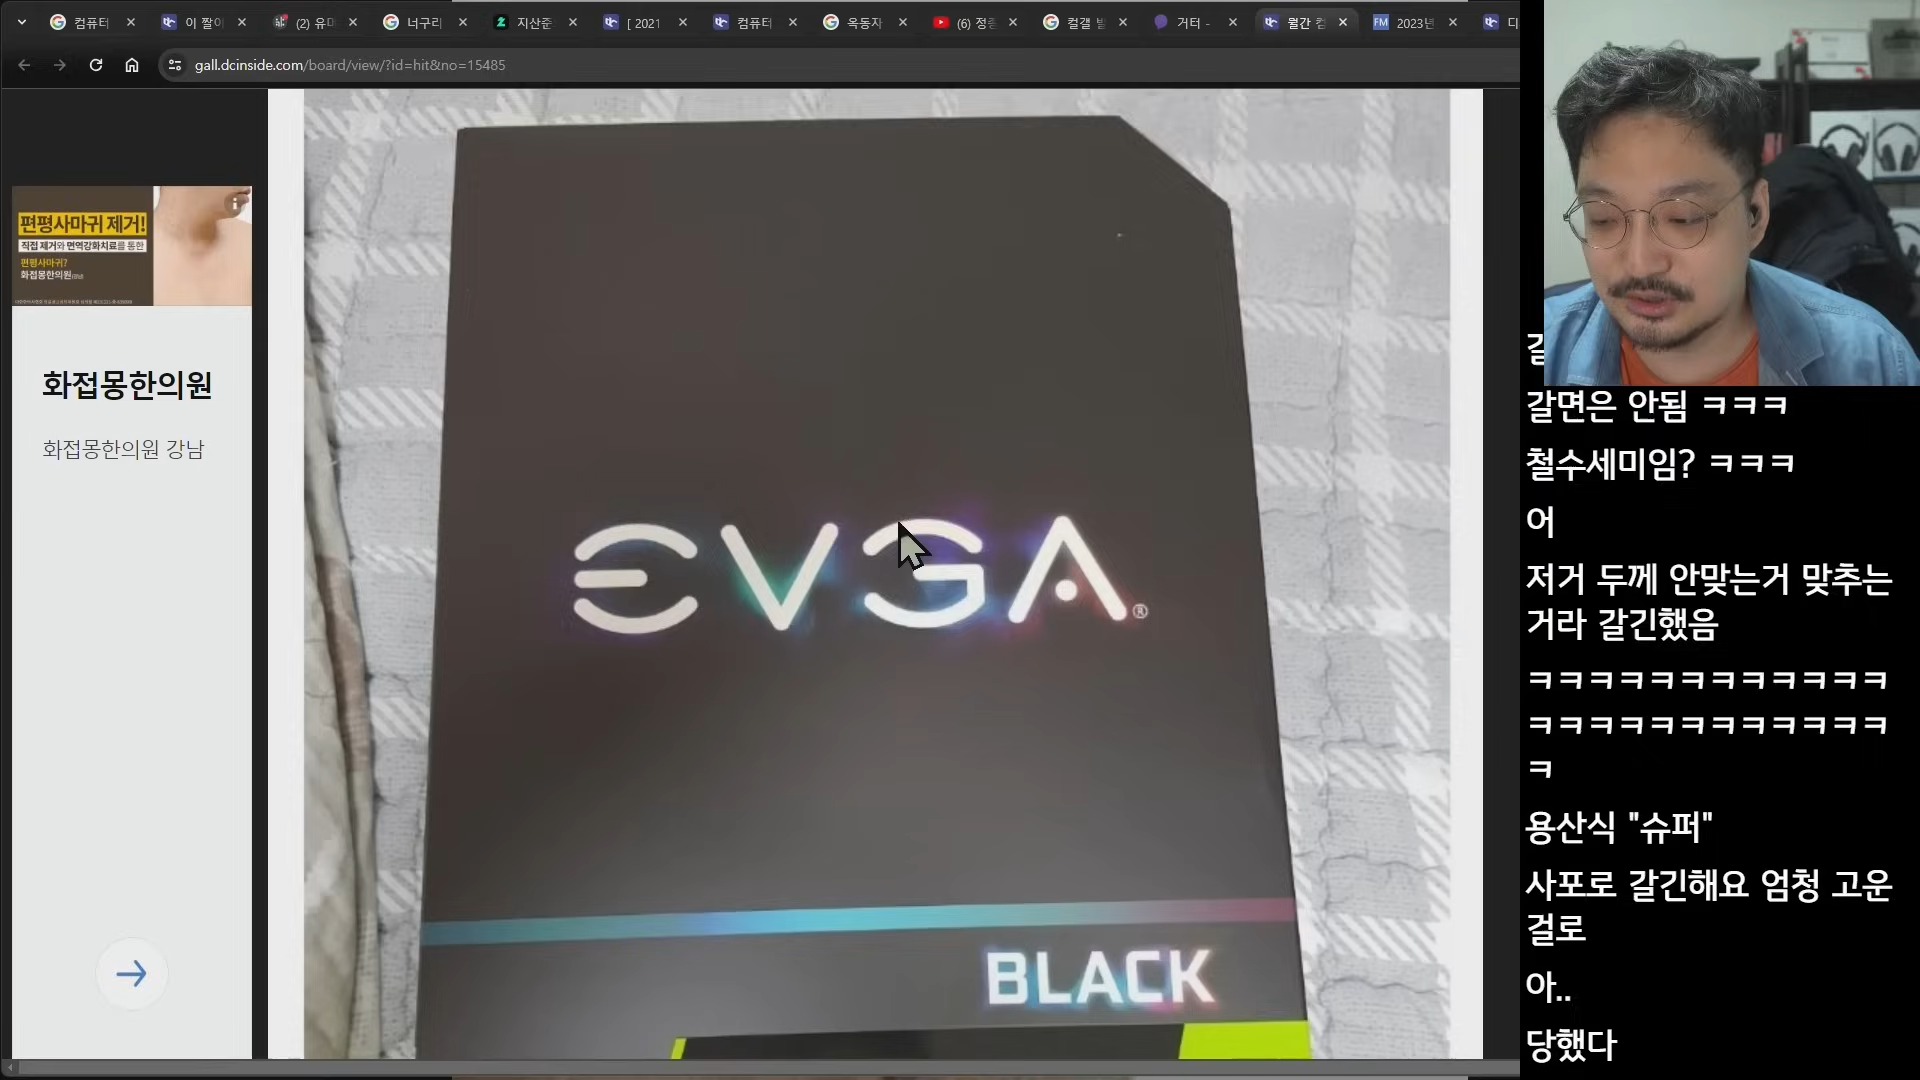 컴퓨터
이 짤이
(2) 유머
너구리
지산준
[ 2021
컴퓨터
옥동자
(6) 정
컬갤
거터 -
월간 컴
FM
2023년
디
gall.dcinside.com/board/view/?id=hit&no=15485
편평사마귀 제거!
직접 제거와 면역강화치료를 통한
편평사마귀?
화접몽한의원
화접몽한의원
화접몽한의원 강남
EVGA®
BLACK
갈면은 안됨 ㅋㅋㅋ
철수세미임? ㅋㅋㅋ
어
저거 두께 안맞는거 맞추는
거라 갈긴했음
ㅋㅋㅋㅋㅋㅋㅋㅋㅋㅋㅋㅋ
ㅋㅋㅋㅋㅋㅋㅋㅋㅋㅋㅋㅋ
ㅋ
용산식 "슈퍼"
사포로 갈긴해요 엄청 고운
걸로
아..
당했다